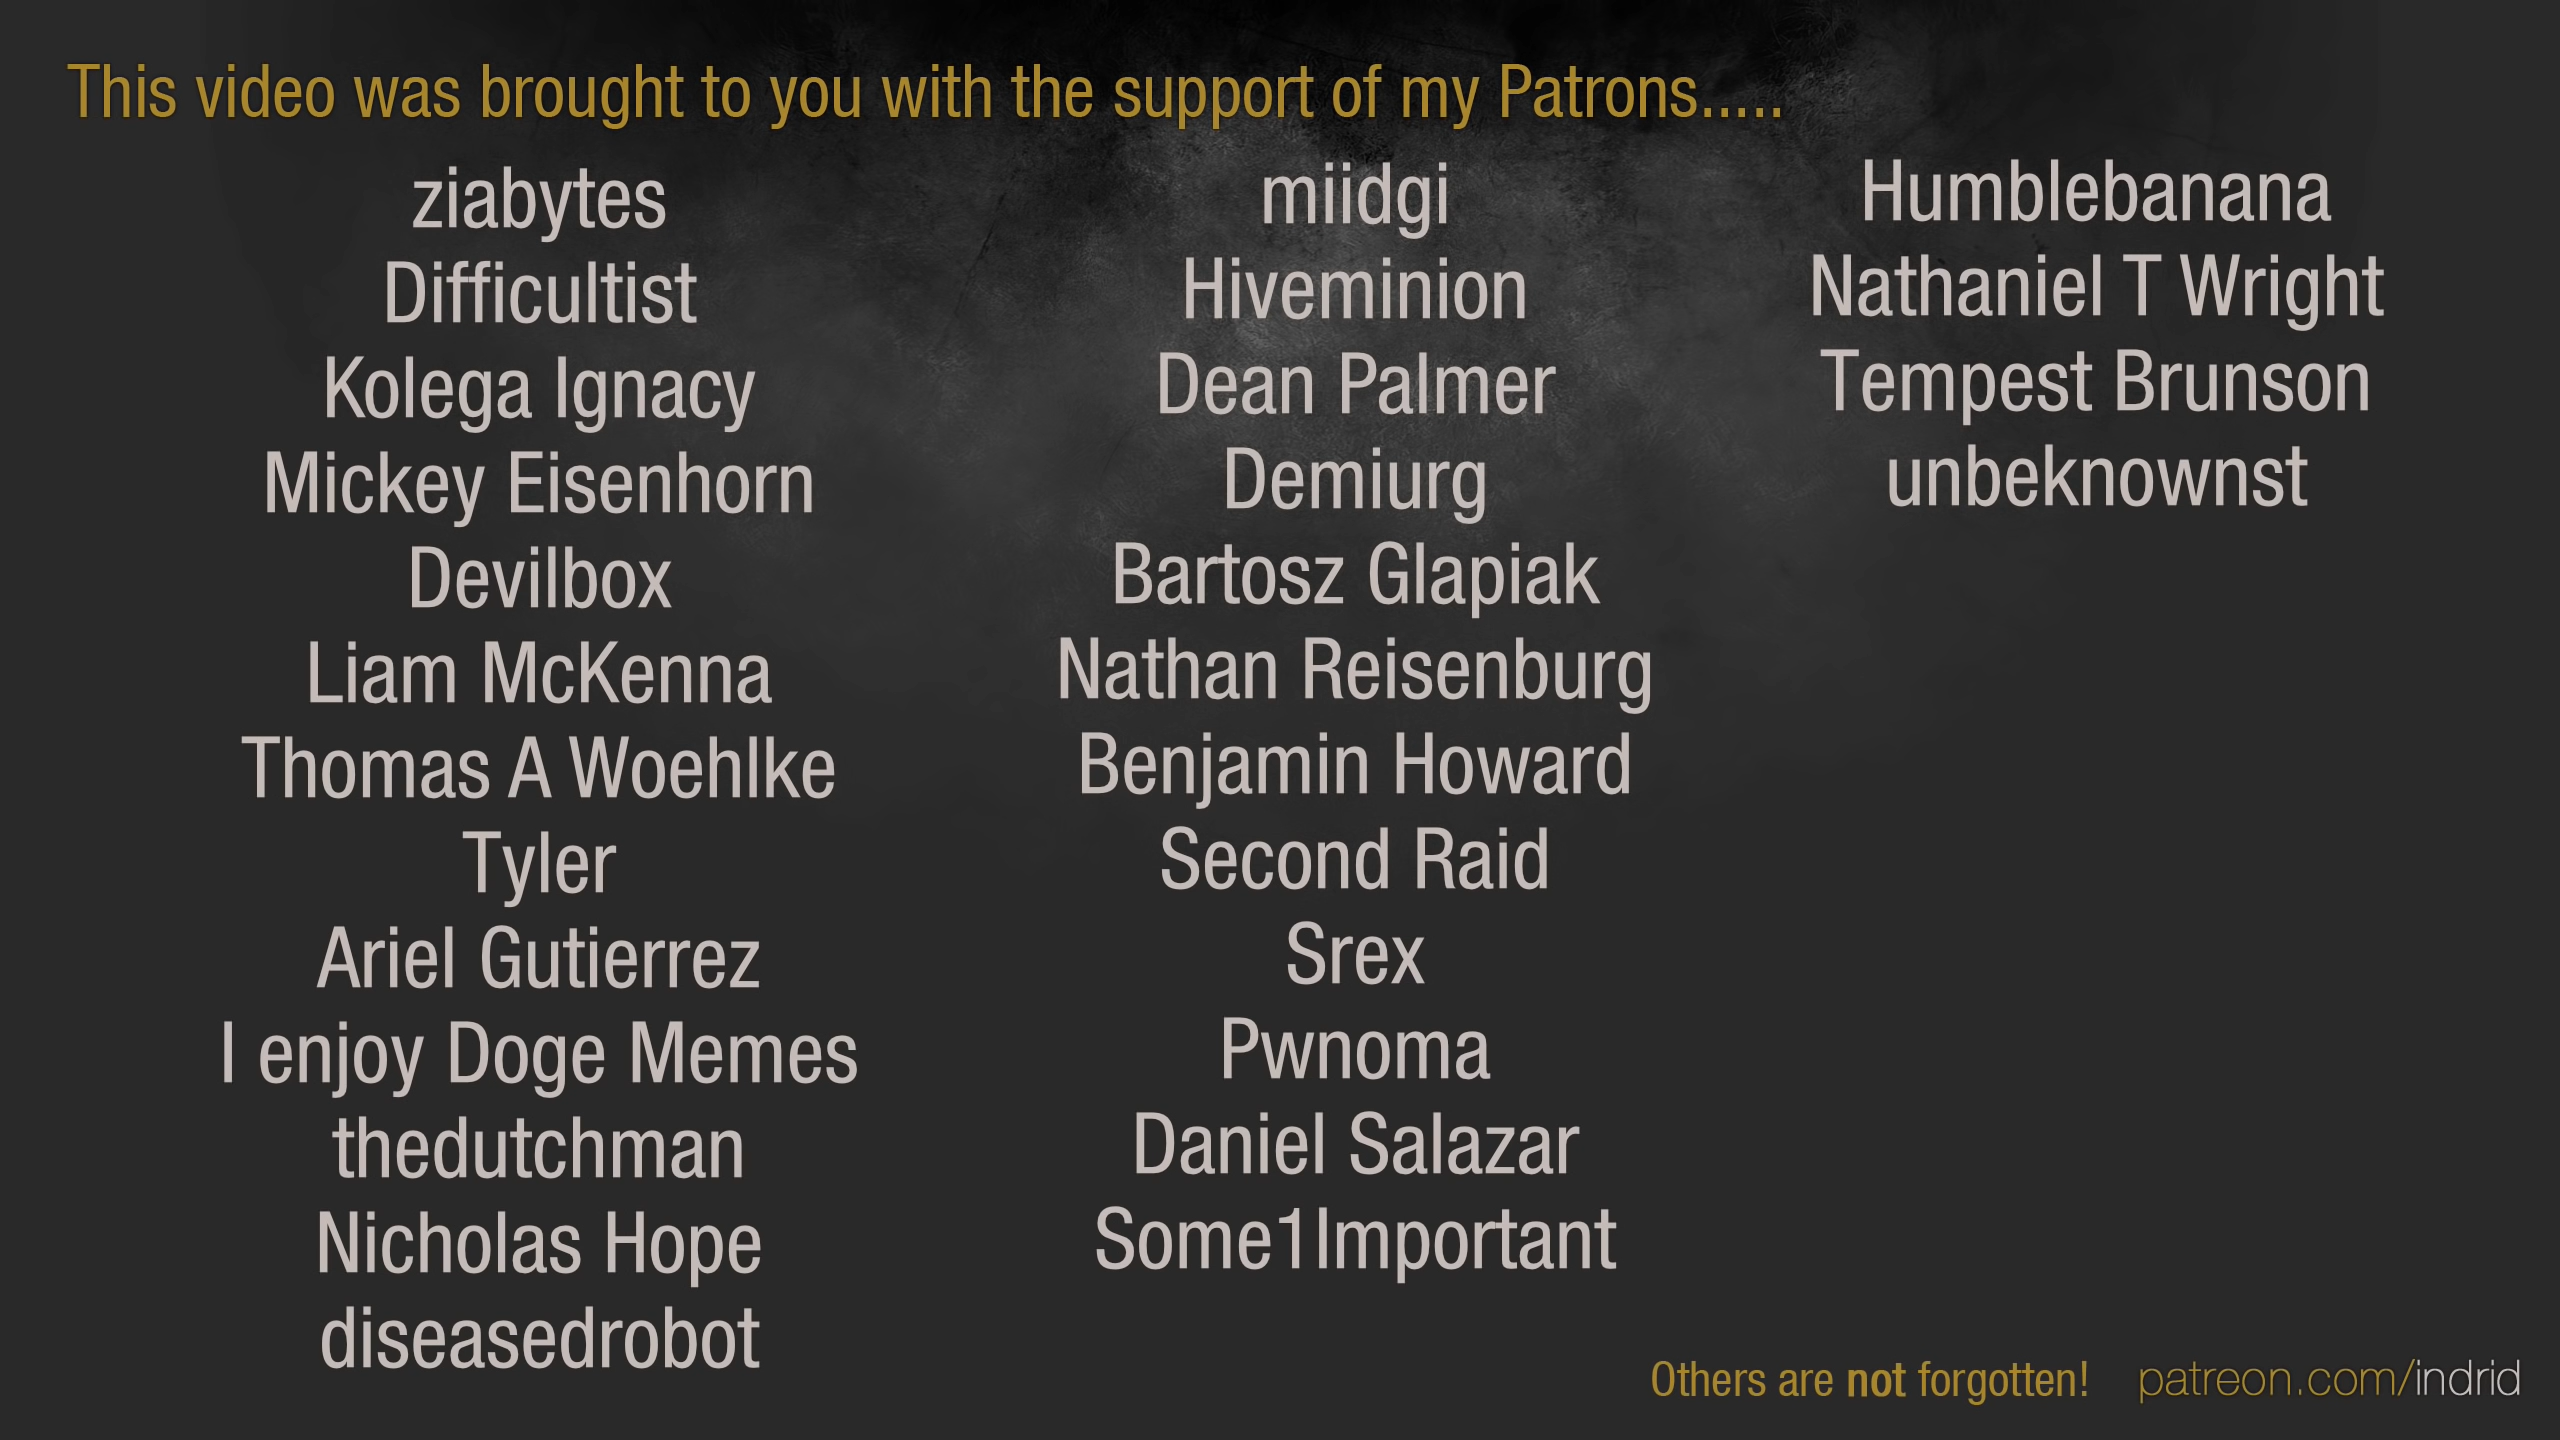 This video was brought to you with the support of my Patrons.....
ziabytes
Difficultist
Kolega Ignacy
Mickey Eisenhorn
Devilbox
Liam McKenna
Thomas A Woehlke
Tyler
Ariel Gutierrez
I enjoy Doge Memes
thedutchman
Nicholas Hope
diseasedrobot
miidgi
Hiveminion
Dean Palmer
Demiurg
Bartosz Glapiak
Nathan Reisenburg
Benjamin Howard
Second Raid
Srex
Pwnoma
Daniel Salazar
Some1Important
Humblebanana
Nathaniel T Wright
Tempest Brunson
unbeknownst
Others are not forgotten! patreon.com/indrid